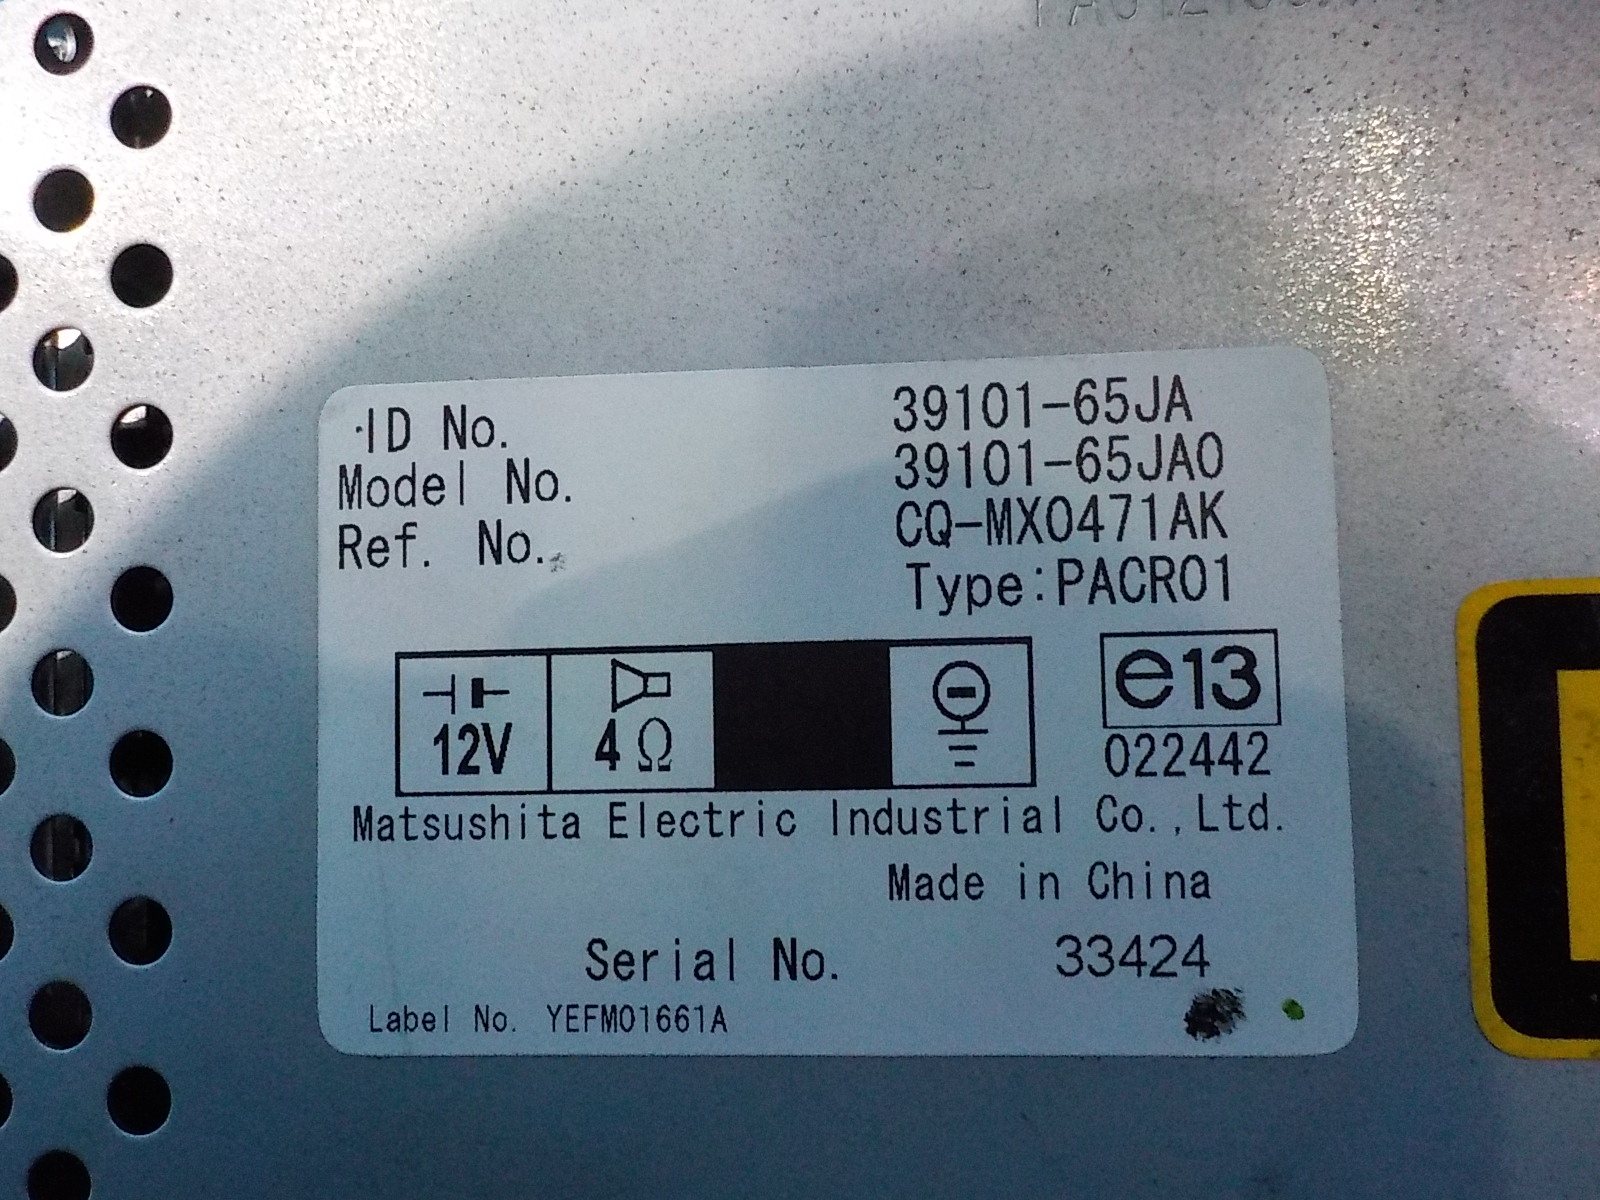 ID No. 39101-65JA
Model No. 39101-65JA0
Ref. No. CQ-MX0471AK
Type:PACR01
12V 4 Ω e13
022442
Matsushita Electric Industrial Co.,Ltd.
Made in China
Serial No. 33424
Label No. YEFM01661A